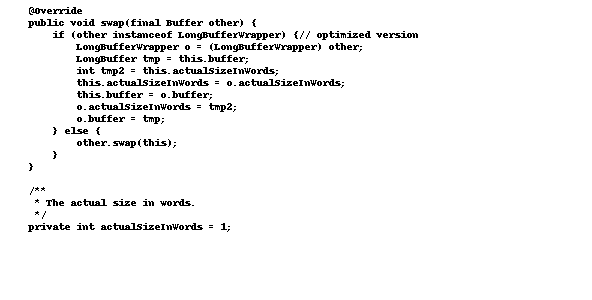 @Override
public void swap(final Buffer other) {
if (other instanceof LongBufferWrapper) {// optimized version
LongBufferWrapper o = (LongBufferWrapper) other;
LongBuffer tmp = this.buffer;
int tmp2 = this.actualSizeInWords;
this.actualSizeInWords = o.actualSizeInWords;
this.buffer = o.buffer;
o.actualSizeInWords = tmp2;
o.buffer = tmp;
} else {
other.swap(this);
}
}
/**
* The actual size in words.
*/
private int actualSizeInWords = 1;